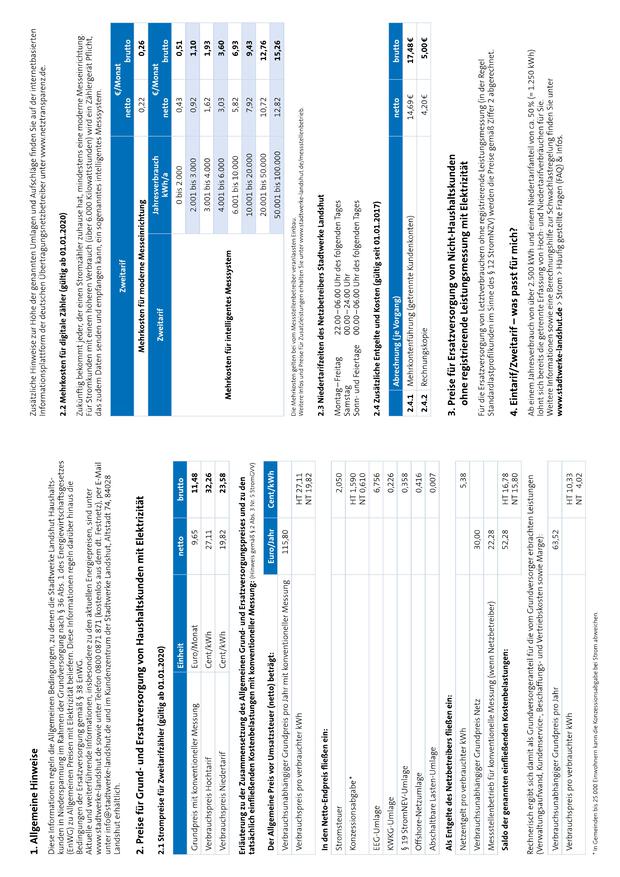 1. Allgemeine Hinweise
Diese Informationen regeln die Allgemeinen Bedingungen, zu denen die Stadtwerke Landshut Haushalts-
kunden in Niederspannung im Rahmen der Grundversorgung nach § 36 Abs. 1 des Energiewirtschaftsgesetzes
(EnWG) zu Allgemeinen Preisen mit Elektrizität beliefern. Diese Informationen regeln darüber hinaus die
Bedingungen der Ersatzversorgung gemäß § 38 EnWG.
Aktuelle und weiterführende Informationen, insbesondere zu den aktuellen Energiepreisen, sind unter
www.stadtwerke-landshut.de sowie unter Telefon 0800 0871 871 (kostenlos aus dem dt. Festnetz), per E-Mail
unter info@stadtwerke-landshut.de und im Kundenzentrum der Stadtwerke Landshut, Altstadt 74, 84028
Landshut erhältlich.
2. Preise für Grund- und Ersatzversorgung von Haushaltskunden mit Elektrizität
2.1 Strompreise für Zweitarifzähler (gültig ab 01.01.2020)
Einheit netto brutto
Grundpreis mit konventioneller Messung Euro/Monat 9,65 11,48
Verbrauchspreis Hochtarif Cent/kWh 27,11 32,26
Verbrauchspreis Niedertarif Cent/kWh 19,82 23,58
Erläuterung zu der Zusammensetzung des Allgemeinen Grund- und Ersatzversorgungspreises und zu den
tatsächlich einfließenden Kostenbelastungen mit konventioneller Messung: (Hinweis gemäß § 2 Abs. 3 Nr. 5 StromGVV)
Der Allgemeine Preis vor Umsatzsteuer (netto) beträgt: Euro/Jahr Cent/kWh
Verbrauchsunabhängiger Grundpreis pro Jahr mit konventioneller Messung 115,80
Verbrauchspreis pro verbrauchter kWh HT 27,11
NT 19,82
In den Netto-Endpreis fließen ein:
Stromsteuer 2,050
Konzessionsabgabe* HT 1,590
NT 0,610
EEG-Umlage 6,756
KWKG-Umlage 0,226
§ 19 StromNEV-Umlage 0,358
Offshore-Netzumlage 0,416
Abschaltbare Lasten-Umlage 0,007
Als Entgelte des Netzbetreibers fließen ein:
Netzentgelt pro verbrauchter kWh 5,38
Verbrauchsunabhängiger Grundpreis Netz 30,00
Messstellenbetrieb für konventionelle Messung (wenn Netzbetreiber) 22,28
Saldo der genannten einfließenden Kostenbelastungen: 52,28 HT 16,78
NT 15,80
Rechnerisch ergibt sich damit als Grundversorgeranteil für die vom Grundversorger erbrachten Leistungen
(Verwaltungsaufwand, Kundenservice-, Beschaffungs- und Vertriebskosten sowie Marge):
Verbrauchsunabhängiger Grundpreis pro Jahr 63,52
Verbrauchspreis pro verbrauchter kWh HT 10,33
NT 4,02
* In Gemeinden bis 25 000 Einwohnern kann die Konzessionsabgabe bei Strom abweichen.
Zusätzliche Hinweise zur Höhe der genannten Umlagen und Aufschläge finden Sie auf der internetbasierten
Informationsplattform der deutschen Übertragungsnetzbetreiber unter www.netztransparenz.de.
2.2 Mehrkosten für digitale Zähler (gültig ab 01.01.2020)
Zukünftig bekommt jeder, der einen Stromzähler zuhause hat, mindestens eine moderne Messeinrichtung.
Für Stromkunden mit einem höheren Verbrauch (über 6.000 Kilowattstunden) wird ein Zählergerät Pflicht,
das zudem Daten senden und empfangen kann, ein sogenanntes intelligentes Messsystem.
Zweitarif €/Monat
netto brutto
Mehrkosten für moderne Messeinrichtung 0,22 0,26
Zweitarif Jahresverbrauch kWh/a €/Monat
netto brutto
Mehrkosten für intelligentes Messsystem
0 bis 2.000 0,43 0,51
2.001 bis 3.000 0,92 1,10
3.001 bis 4.000 1,62 1,93
4.001 bis 6.000 3,03 3,60
6.001 bis 10.000 5,82 6,93
10.001 bis 20.000 7,92 9,43
20.001 bis 50.000 10,72 12,76
50.001 bis 100.000 12,82 15,26
Die Mehrkosten gelten bei vom Messstellenbetreiber veranlassten Einbau.
Weitere Infos und Preise für Zusatzleistungen erhalten Sie unter www.stadtwerke-landshut.de/messstellenbetrieb
2.3 Niedertarifzeiten des Netzbetreibers Stadtwerke Landshut
Montag–Freitag 22:00–06:00 Uhr des folgenden Tages
Samstag 00:00–24:00 Uhr
Sonn- und Feiertage 00:00–06:00 Uhr des folgenden Tages
2.4 Zusätzliche Entgelte und Kosten (gültig seit 01.01.2017)
Abrechnung (je Vorgang) netto brutto
2.4.1 Mehrkontenführung (getrennte Kundenkonten) 14,69 € 17,48 €
2.4.2 Rechnungskopie 4,20 € 5,00 €
3. Preise für Ersatzversorgung von Nicht-Haushaltskunden
ohne registrierende Leistungsmessung mit Elektrizität
Für die Ersatzversorgung von Letztverbrauchern ohne registrierende Leistungsmessung (in der Regel
Standardlastprofilkunden im Sinne des § 12 StromNZV) werden die Preise gemäß Ziffer 2 abgerechnet.
4. Eintarif/Zweitarif – was passt für mich?
Ab einem Jahresverbrauch von über 2.500 kWh und einem Niedertarifanteil von ca. 50 % (= 1.250 kWh)
lohnt sich bereits die getrennte Erfassung von Hoch- und Niedertarifverbräuchen für Sie.
Weitere Informationen sowie eine Berechnungshilfe zur Schwachlastregelung finden Sie unter
www.stadtwerke-landshut.de > Strom > Häufig gestellte Fragen (FAQ) & Infos.